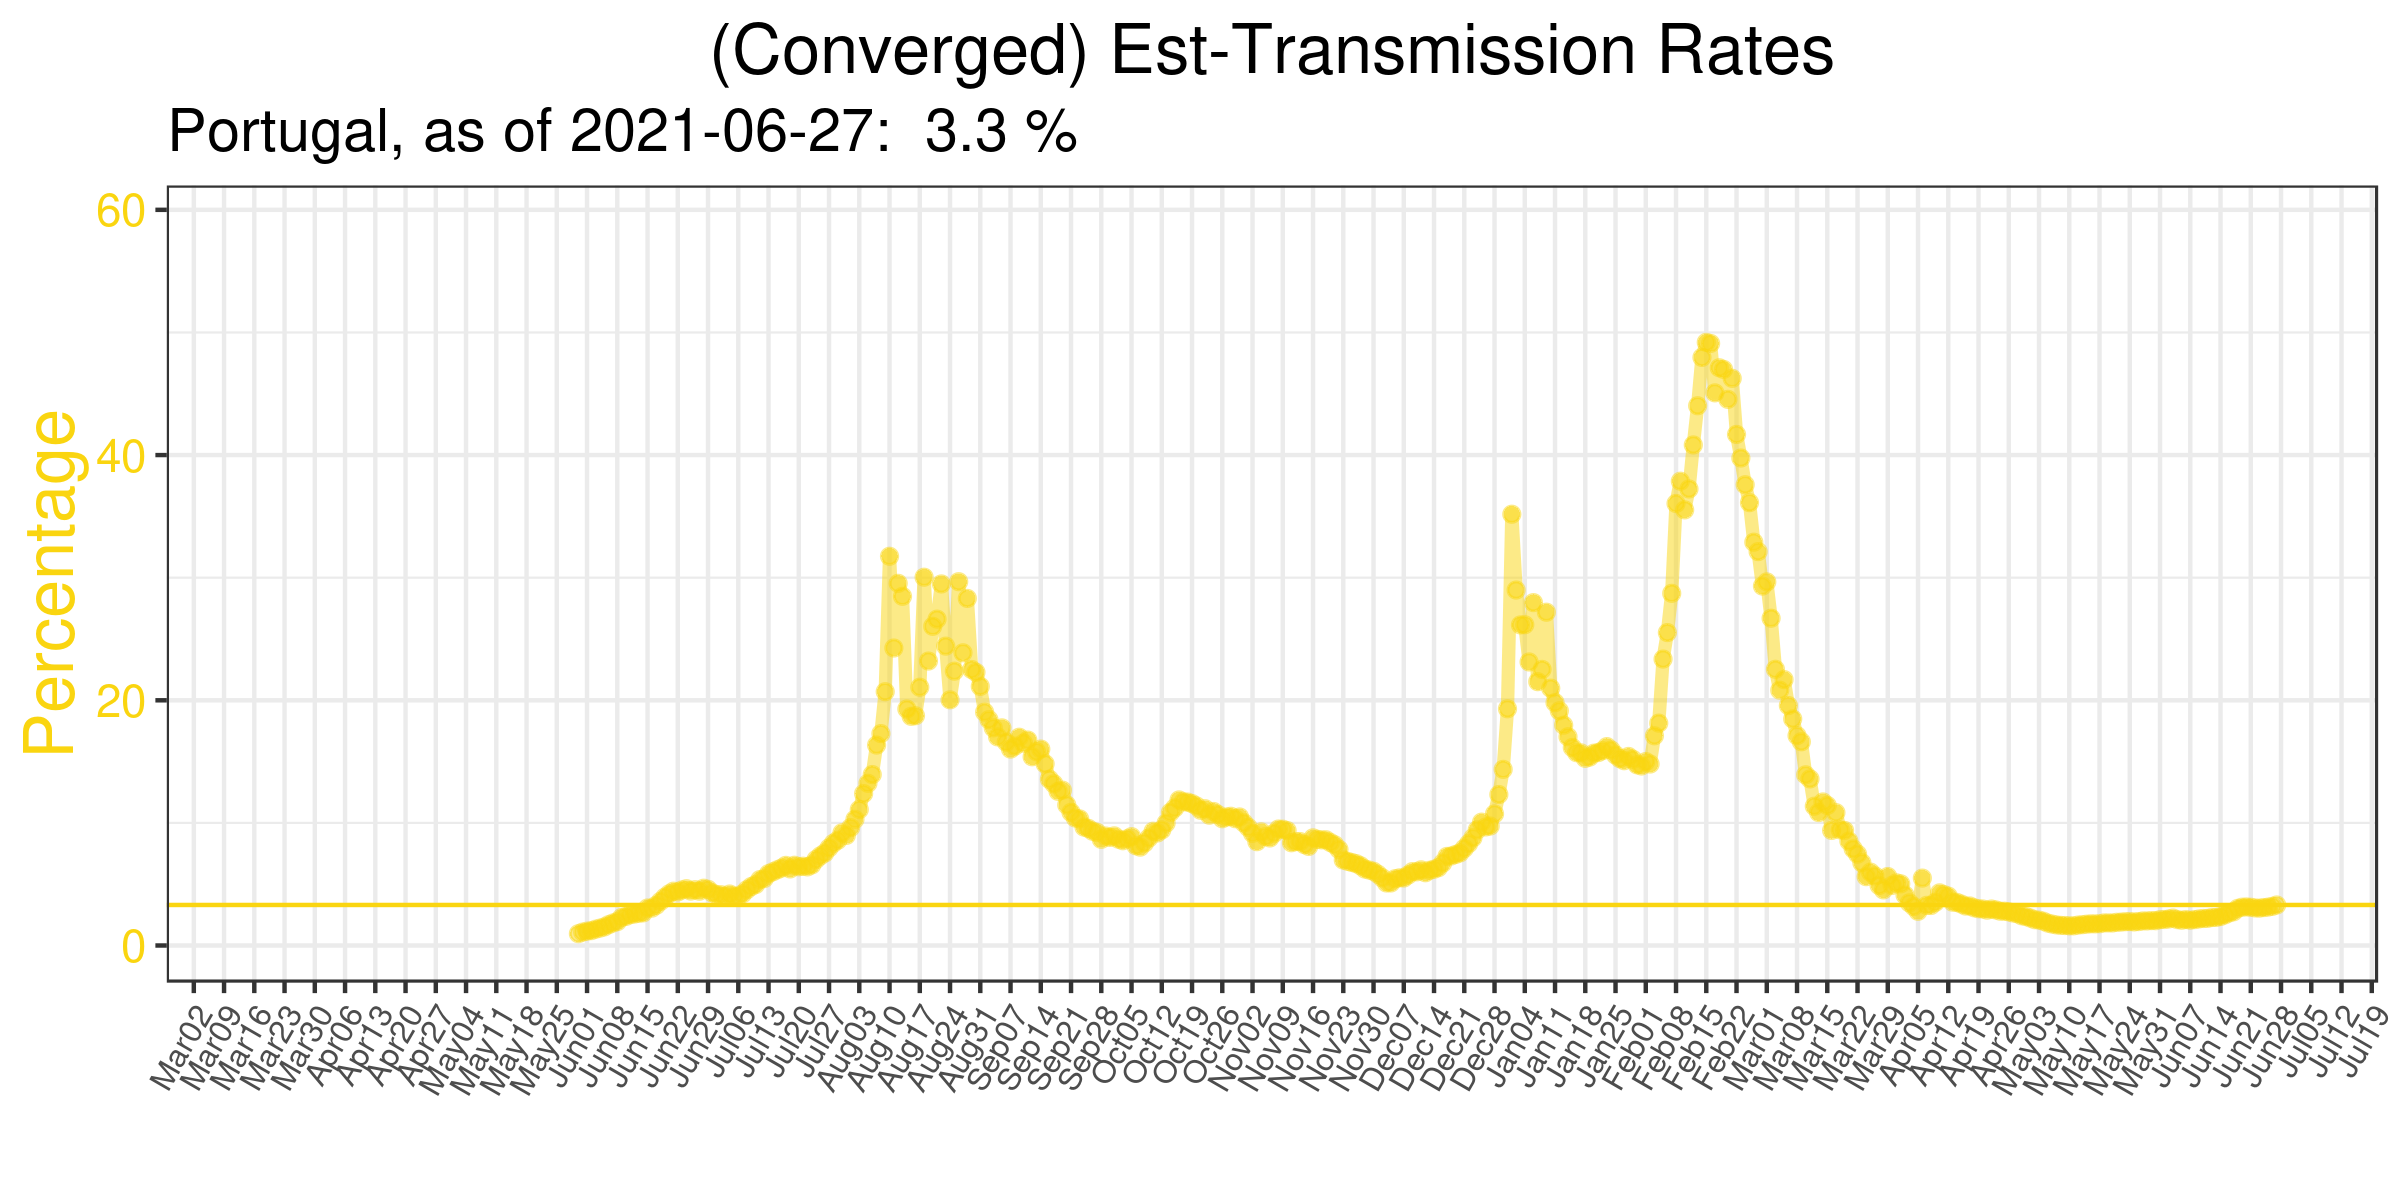 (Converged) Est-Transmission Rates
Portugal, as of 2021-06-27: 3.3 %
Percentage
60
40
20
0
Mar02
Mar09
Mar16
Mar23
Mar30
Apr06
Apr13
Apr20
Apr27
May04
May11
May18
May25
Jun01
Jun08
Jun15
Jun22
Jun29
Jul06
Jul13
Jul20
Jul27
Aug03
Aug10
Aug17
Aug24
Aug31
Sep07
Sep14
Sep21
Sep28
Oct05
Oct12
Oct19
Oct26
Nov02
Nov09
Nov16
Nov23
Nov30
Dec07
Dec14
Dec21
Dec28
Jan04
Jan11
Jan18
Jan25
Feb01
Feb08
Feb15
Feb22
Mar01
Mar08
Mar15
Mar22
Mar29
Apr05
Apr12
Apr19
Apr26
May03
May10
May17
May24
May31
Jun07
Jun14
Jun21
Jun28
Jul05
Jul12
Jul19